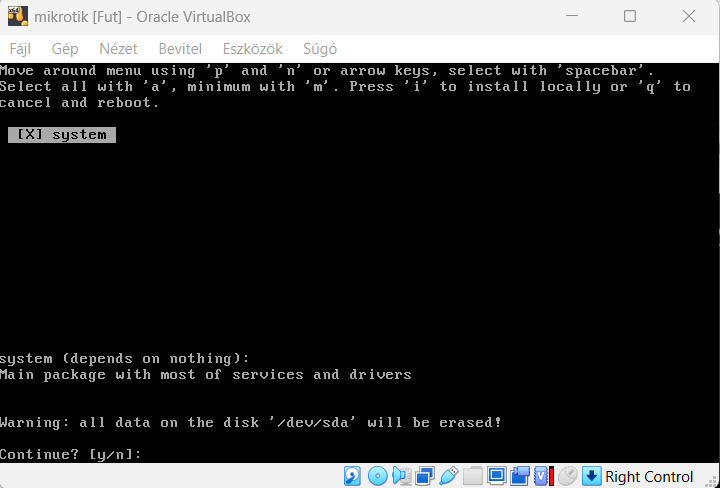 mikrotik [Fut] - Oracle VirtualBox
Fájl Gép Nézet Bevitel Eszközök Súgó
Move around menu using 'p' and 'n' or arrow keys, select with 'spacebar'.
Select all with 'a', minimum with 'm'. Press 'i' to install locally or 'q' to
cancel and reboot.
[X] system
system (depends on nothing):
Main package with most of services and drivers
Warning: all data on the disk '/dev/sda' will be erased!
Continue? [y/n]:
Right Control